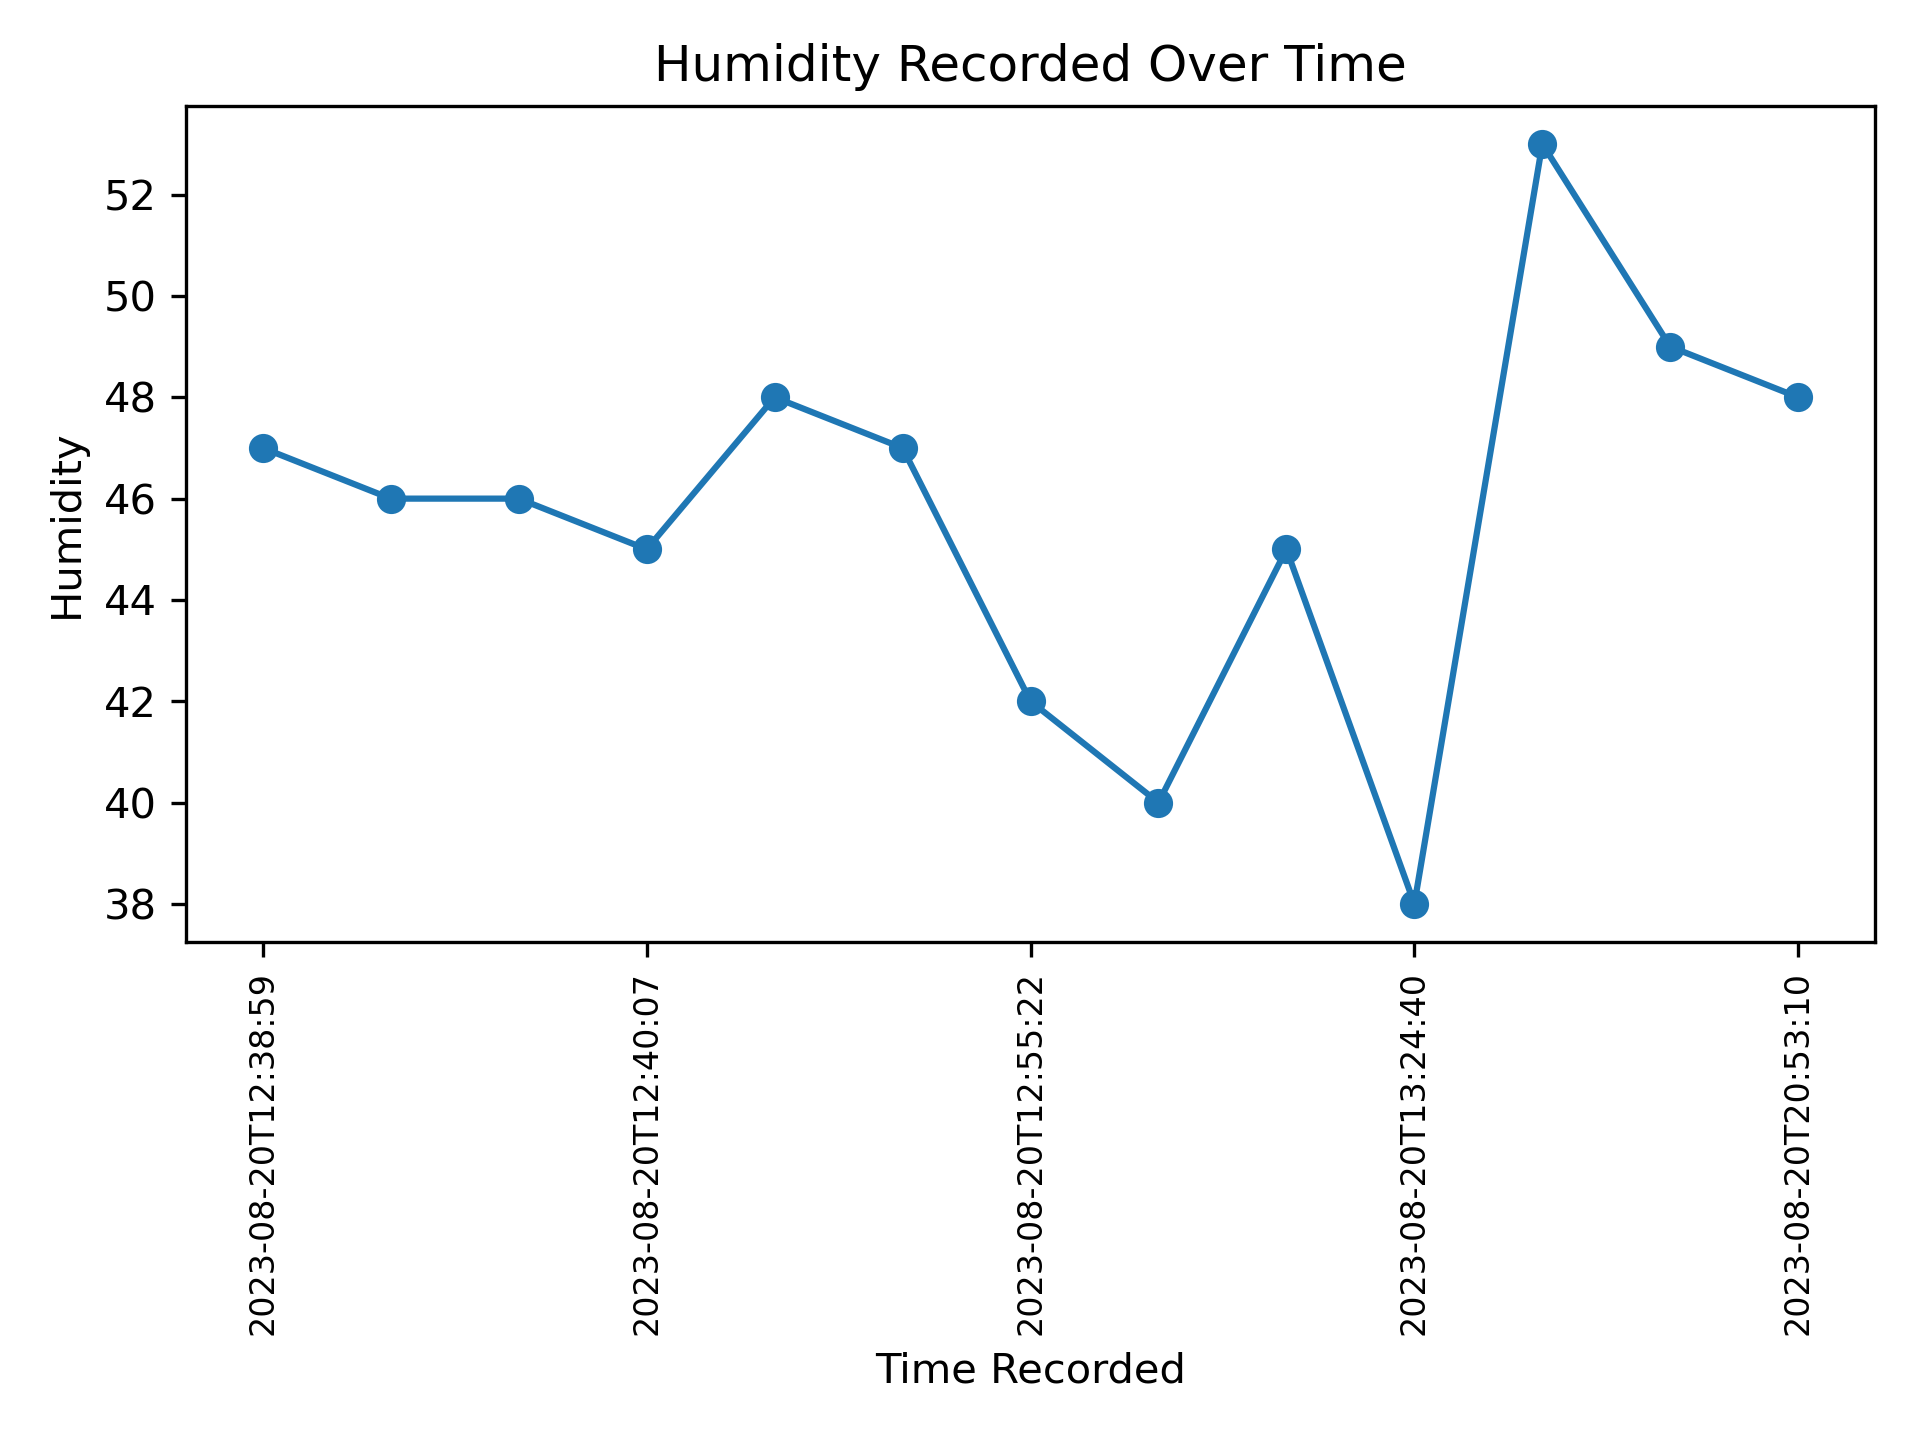 Humidity Recorded Over Time
Humidity
52
50
48
46
44
42
40
38
2023-08-20T12:38:59
2023-08-20T12:40:07
2023-08-20T12:55:22
2023-08-20T13:24:40
2023-08-20T20:53:10
Time Recorded